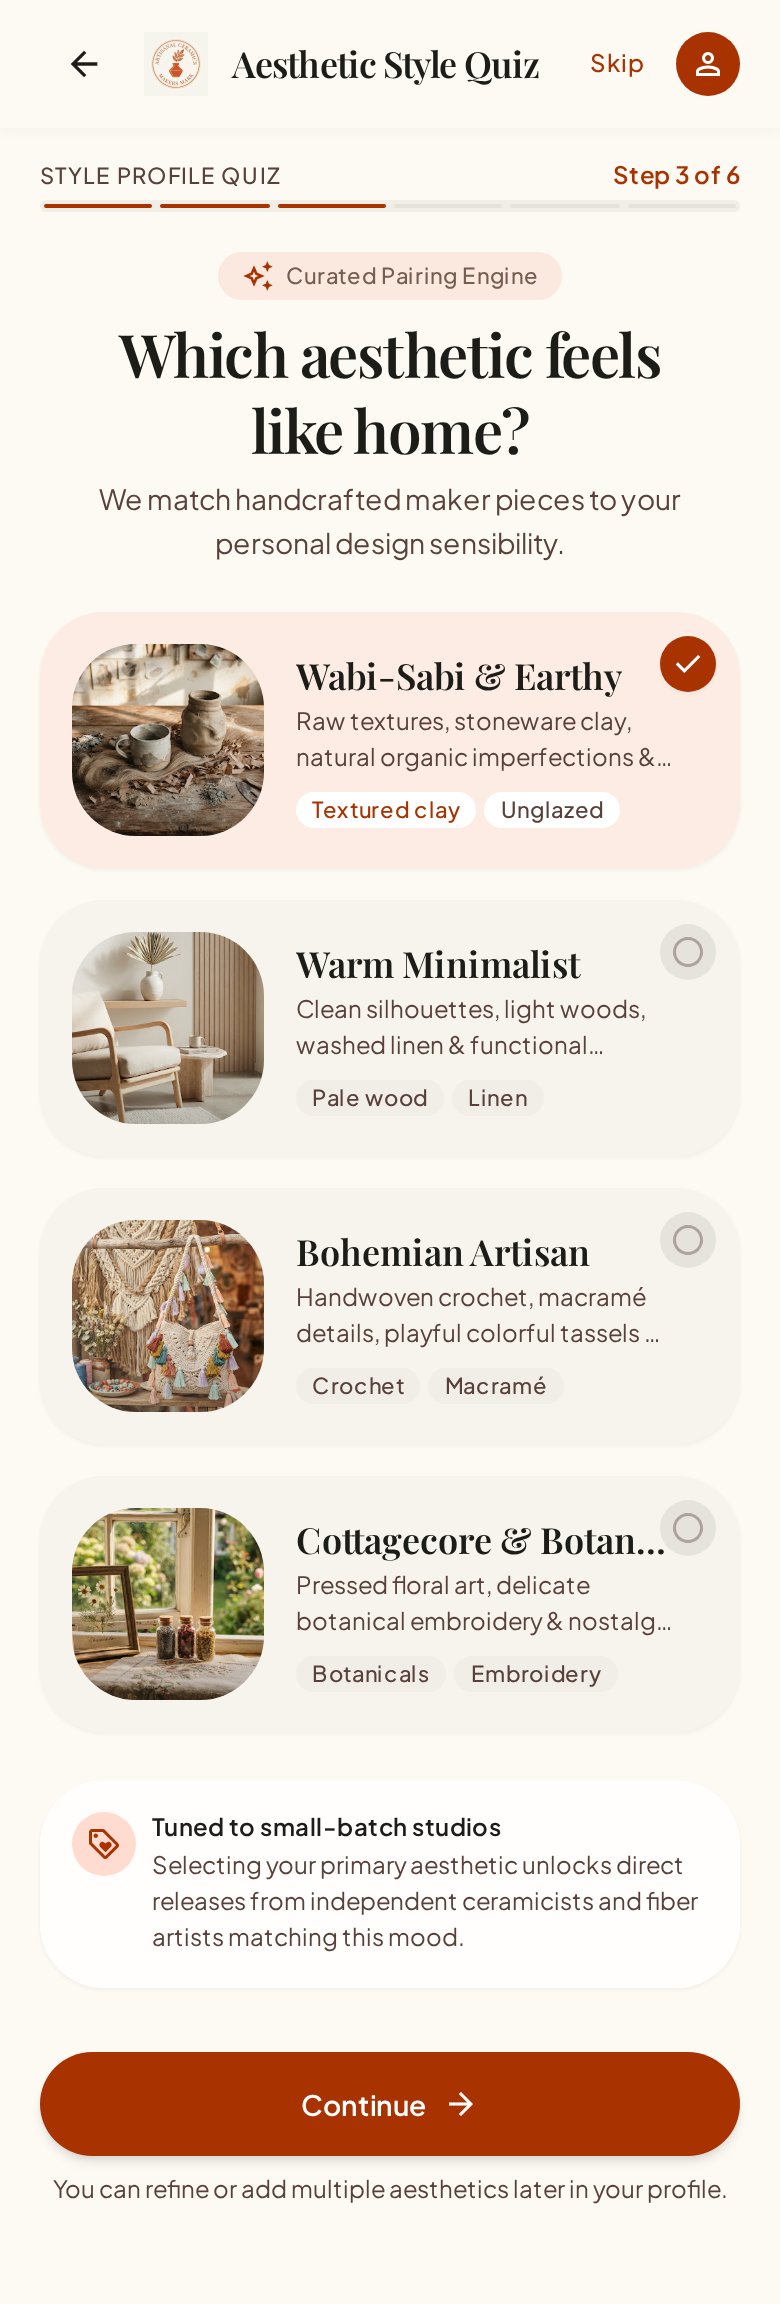 ARTISANAL CERAMICS
MAKERS MARK
Aesthetic Style Quiz
Skip
STYLE PROFILE QUIZ
Step 3 of 6
Curated Pairing Engine
Which aesthetic feels
like home?
We match handcrafted maker pieces to your
personal design sensibility.
Wabi-Sabi & Earthy
Raw textures, stoneware clay,
natural organic imperfections &...
Textured clay
Unglazed
Warm Minimalist
Clean silhouettes, light woods,
washed linen & functional...
Pale wood
Linen
Bohemian Artisan
Handwoven crochet, macramé
details, playful colorful tassels ...
Crochet
Macramé
Cottagecore & Botan...
Pressed floral art, delicate
botanical embroidery & nostalg...
Botanicals
Embroidery
Tuned to small-batch studios
Selecting your primary aesthetic unlocks direct
releases from independent ceramicists and fiber
artists matching this mood.
Continue
You can refine or add multiple aesthetics later in your profile.